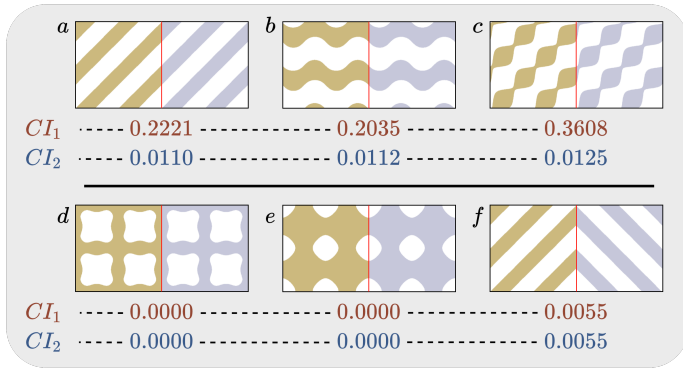 a b c
CI₁ 0.2221 0.2035 0.3608
CI₂ 0.0110 0.0112 0.0125
d e f
CI₁ 0.0000 0.0000 0.0055
CI₂ 0.0000 0.0000 0.0055